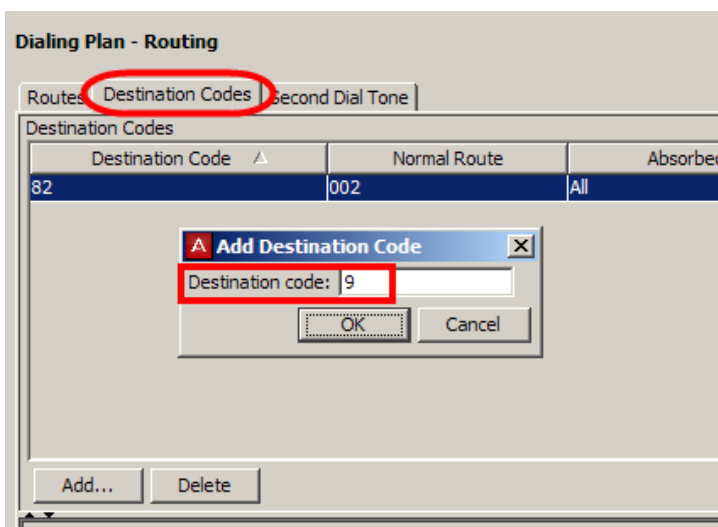 Dialing Plan - Routing
Routes Destination Codes Second Dial Tone
Destination Codes
Destination Code Normal Route Absorbed
82 002 All
Add Destination Code
Destination code: 9
OK Cancel
Add... Delete